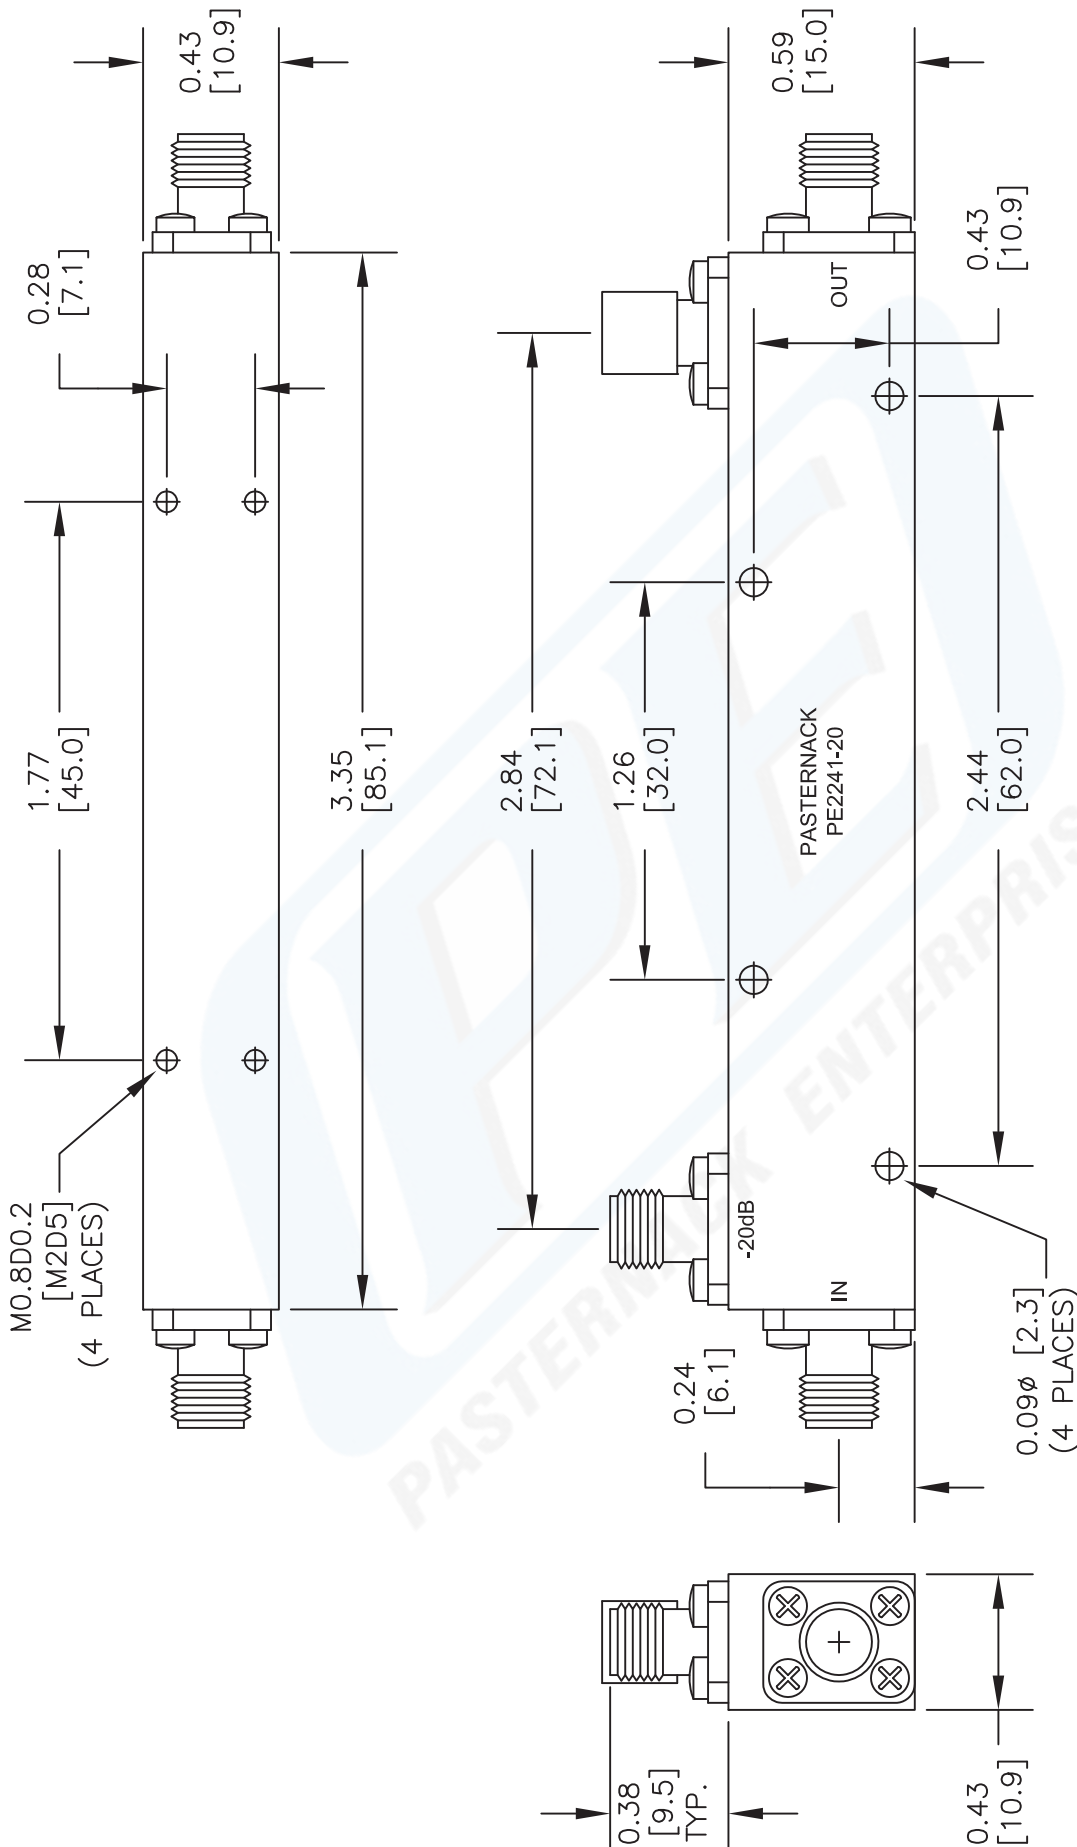 M0.8D0.2
[M2D5]
(4 PLACES)
1.77
[45.0]
0.28
[7.1]
0.43
[10.9]
3.35
[85.1]
0.38
[9.5]
TYP.
2.84
[72.1]
0.24
[6.1]
1.26
[32.0]
-20dB
IN
PASTERNACK
PE2241-20
OUT
0.59
[15.0]
0.43
[10.9]
2.44
[62.0]
0.43
[10.9]
0.09ø [2.3]
(4 PLACES)
PEI
PASTERNACK ENTERPRIS